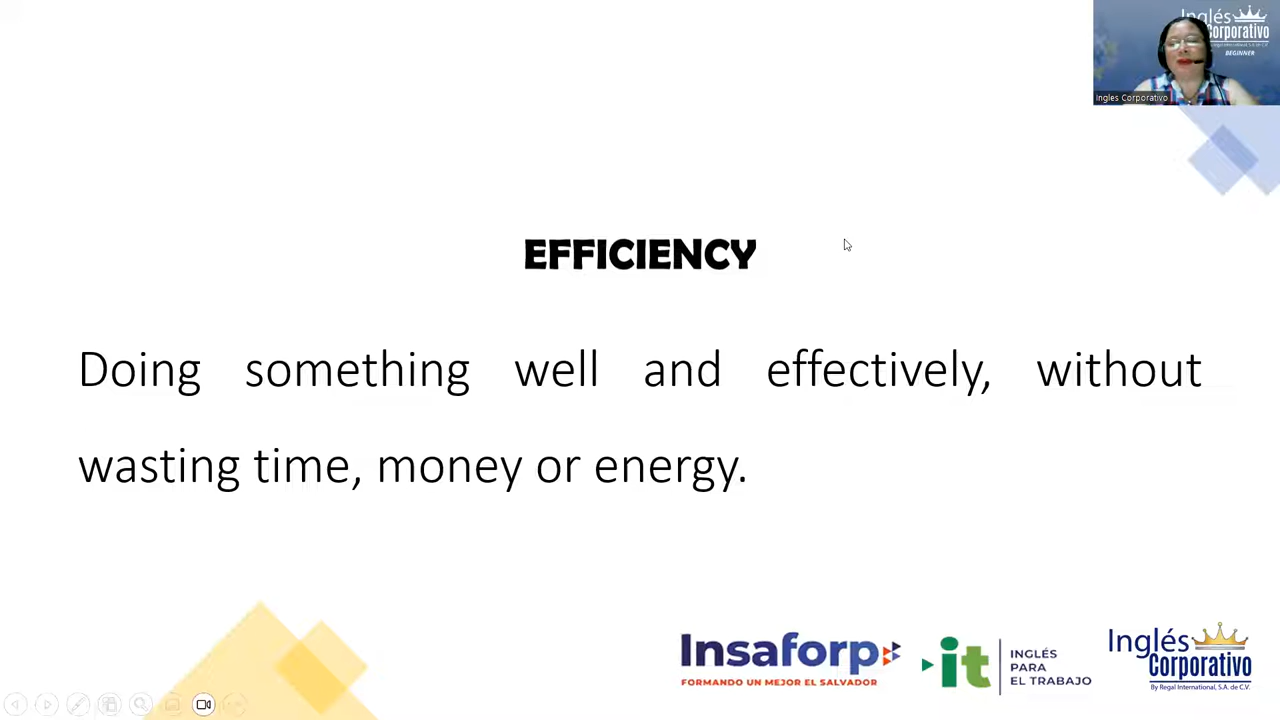 Inglés
Corporativo
BEGINNER
Ingles Corporativo
EFFICIENCY
Doing something well and effectively, without
wasting time, money or energy.
Insaforp
FORMANDO UN MEJOR EL SALVADOR
it
INGLÉS
PARA
EL TRABAJO
Inglés
Corporativo
By Regal International, S.A. de C.V.